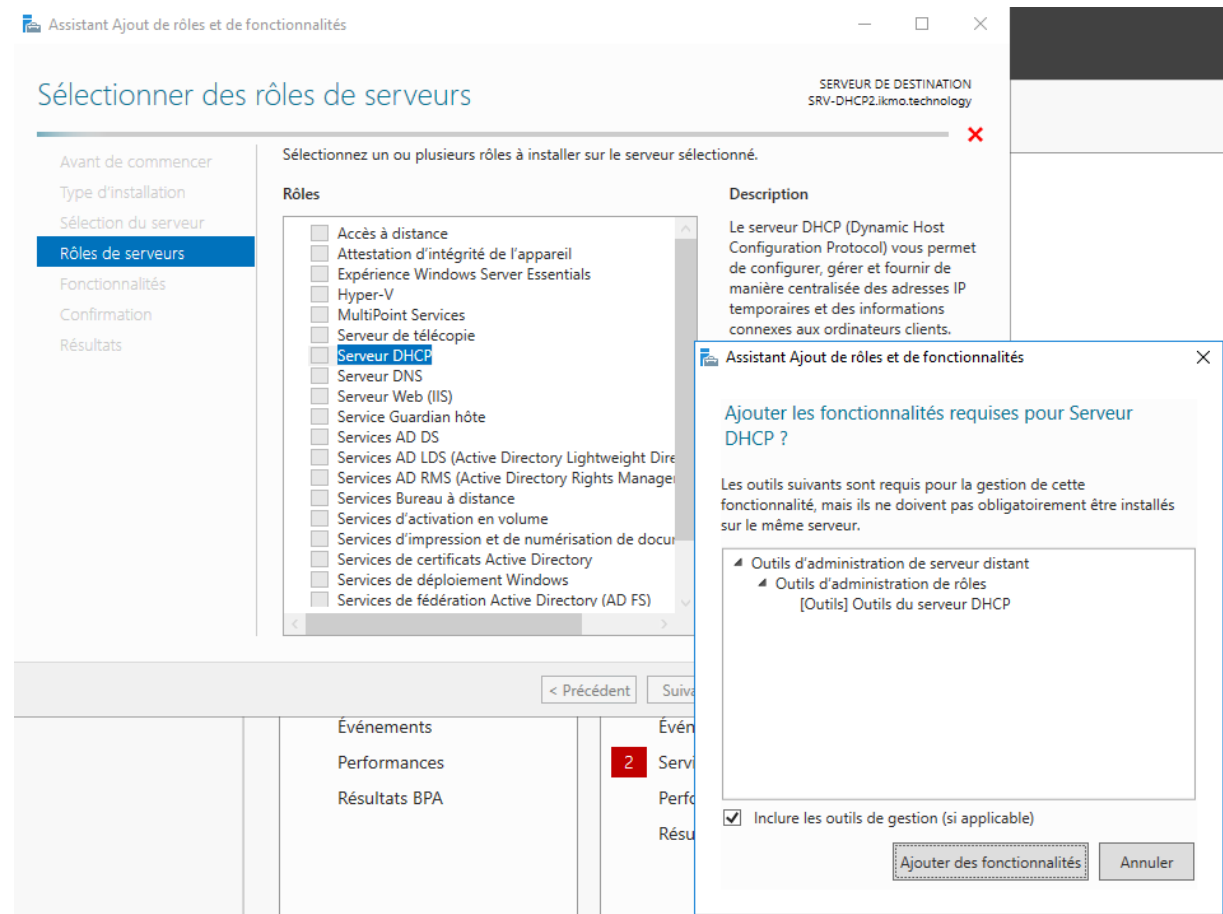 Assistant Ajout de rôles et de fonctionnalités
Sélectionner des rôles de serveurs
SERVEUR DE DESTINATION
SRV-DHCP2.ikmo.technology
Avant de commencer
Type d'installation
Sélection du serveur
Rôles de serveurs
Fonctionnalités
Confirmation
Résultats
Sélectionnez un ou plusieurs rôles à installer sur le serveur sélectionné.
Rôles
Accès à distance
Attestation d'intégrité de l'appareil
Expérience Windows Server Essentials
Hyper-V
MultiPoint Services
Serveur de télécopie
Serveur DHCP
Serveur DNS
Serveur Web (IIS)
Service Guardian hôte
Services AD DS
Services AD LDS (Active Directory Lightweight Dire
Services AD RMS (Active Directory Rights Manage
Services Bureau à distance
Services d'activation en volume
Services d'impression et de numérisation de docu
Services de certificats Active Directory
Services de déploiement Windows
Services de fédération Active Directory (AD FS)
Description
Le serveur DHCP (Dynamic Host
Configuration Protocol) vous permet
de configurer, gérer et fournir de
manière centralisée des adresses IP
temporaires et des informations
connexes aux ordinateurs clients.
< Précédent
Suiva
Assistant Ajout de rôles et de fonctionnalités
Ajouter les fonctionnalités requises pour Serveur
DHCP ?
Les outils suivants sont requis pour la gestion de cette
fonctionnalité, mais ils ne doivent pas obligatoirement être installés
sur le même serveur.
Outils d'administration de serveur distant
Outils d'administration de rôles
[Outils] Outils du serveur DHCP
Inclure les outils de gestion (si applicable)
Ajouter des fonctionnalités
Annuler
Événements
Performances
Résultats BPA
Évén
2 Servi
Perfo
Résu